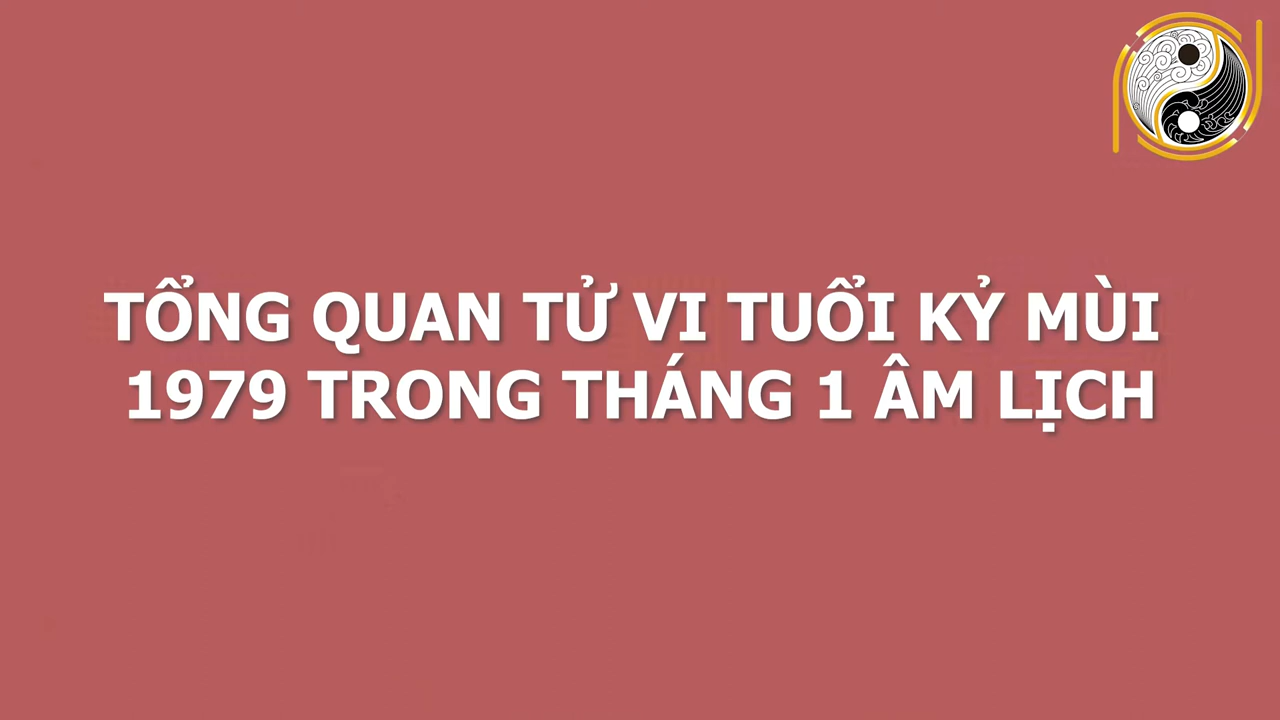 TỔNG QUAN TỬ VI TUỔI KỶ MÙI
1979 TRONG THÁNG 1 ÂM LỊCH